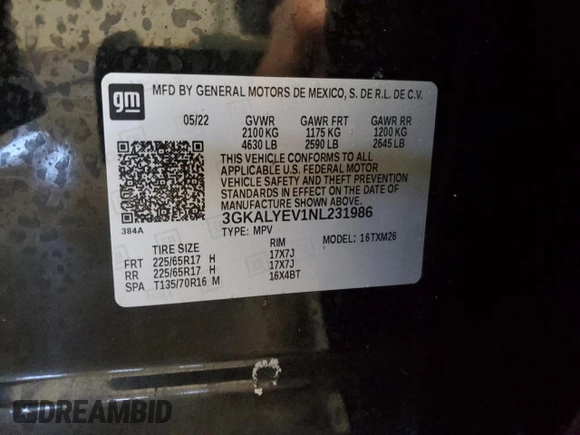 gm
MFD BY GENERAL MOTORS DE MEXICO, S. DE R.L. DE C.V.
05/22 GVWR GAWR FRT GAWR RR
2100 KG 1175 KG 1200 KG
4630 LB 2590 LB 2645 LB
THIS VEHICLE CONFORMS TO ALL
APPLICABLE U.S. FEDERAL MOTOR
VEHICLE SAFETY AND THEFT PREVENTION
STANDARDS IN EFFECT ON THE DATE OF
MANUFACTURE SHOWN ABOVE.
3GKALYEV1NL231986
384A TYPE: MPV MODEL: 16TXM26
TIRE SIZE RIM
FRT 225/65R17 H 17X7J
RR 225/65R17 H 17X7J
SPA T135/70R16 M 16X4BT
DREAMBID